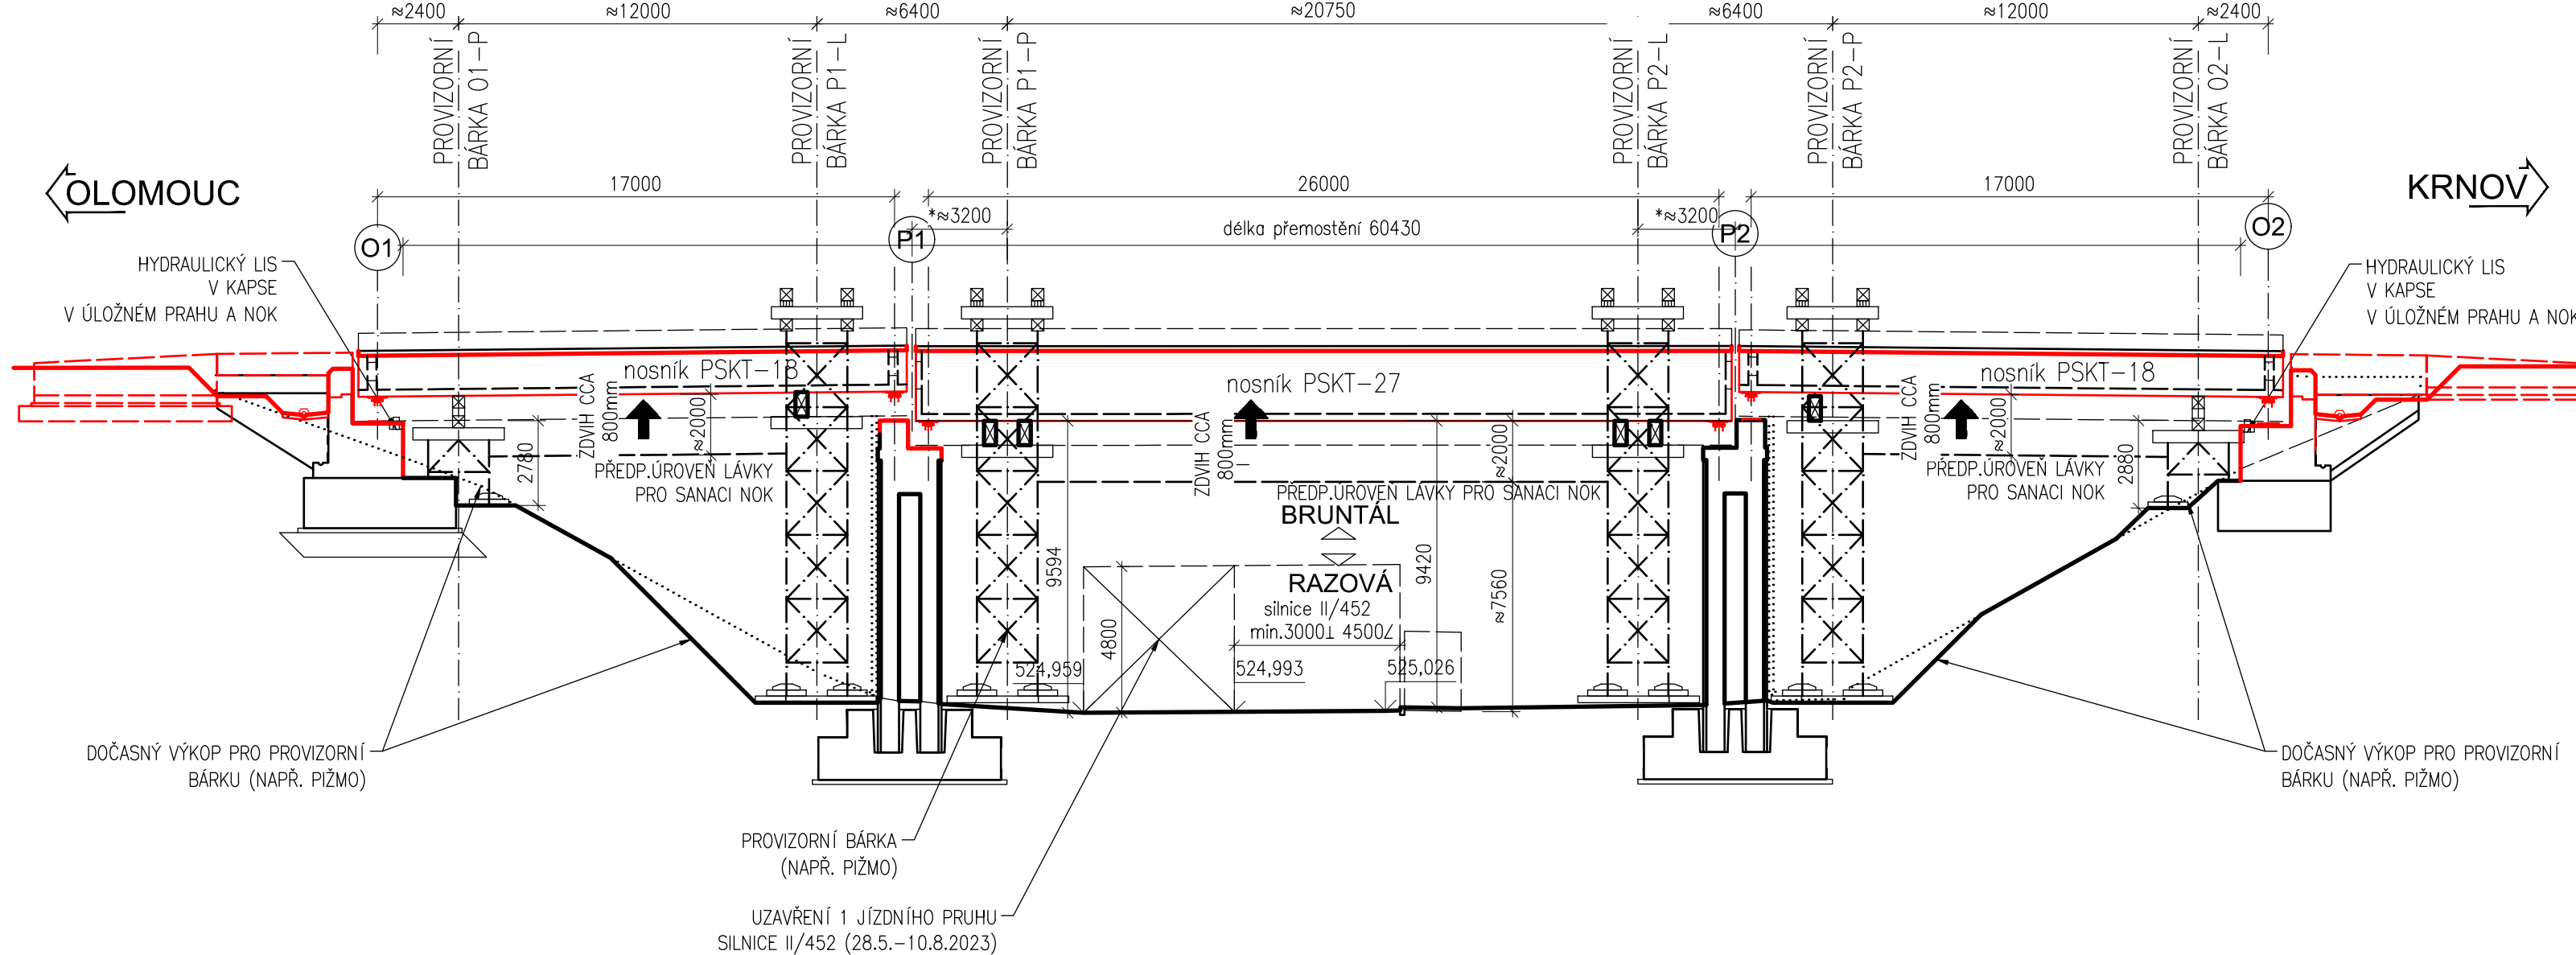 ≈2400
≈12000
≈6400
≈20750
≈6400
≈12000
≈2400
PROVIZORNÍ
BÁRKA O1-P
PROVIZORNÍ
BÁRKA P1-L
PROVIZORNÍ
BÁRKA P1-P
PROVIZORNÍ
BÁRKA P2-L
PROVIZORNÍ
BÁRKA P2-P
PROVIZORNÍ
BÁRKA O2-L
OLOMOUC
KRNOV
17000
26000
17000
*≈3200
*≈3200
délka přemostění 60430
O1
P1
P2
O2
HYDRAULICKÝ LIS
V KAPSE
V ÚLOŽNÉM PRAHU A NOK
HYDRAULICKÝ LIS
V KAPSE
V ÚLOŽNÉM PRAHU A NOK
nosník PSKT-18
nosník PSKT-27
nosník PSKT-18
ZDVIH CCA
800mm
≈2000
2780
PŘEDP.ÚROVEŇ LÁVKY
PRO SANACI NOK
ZDVIH CCA
800mm
≈2000
PŘEDP.ÚROVEŇ LÁVKY PRO SANACI NOK
ZDVIH CCA
800mm
≈2000
2880
PŘEDP.ÚROVEŇ LÁVKY
PRO SANACI NOK
BRUNTÁL
RAZOVÁ
silnice II/452
min.3000⊥ 4500∠
9594
4800
9420
≈7560
524,959
524,993
525,026
DOČASNÝ VÝKOP PRO PROVIZORNÍ
BÁRKU (NAPŘ. PIŽMO)
DOČASNÝ VÝKOP PRO PROVIZORNÍ
BÁRKU (NAPŘ. PIŽMO)
PROVIZORNÍ BÁRKA
(NAPŘ. PIŽMO)
UZAVŘENÍ 1 JÍZDNÍHO PRUHU
SILNICE II/452 (28.5.-10.8.2023)